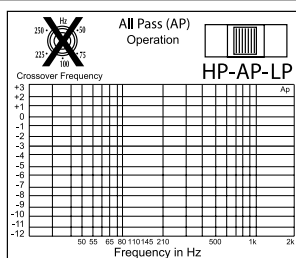 Hz
250
50
225
75
100
Crossover Frequency
All Pass (AP)
Operation
HP-AP-LP
Ap
+3
+2
+1
0
-1
-2
-3
-4
-5
-6
-7
-8
-9
-10
-11
-12
50 55 65 80 110 145 210 500 1k 2k
Frequency in Hz